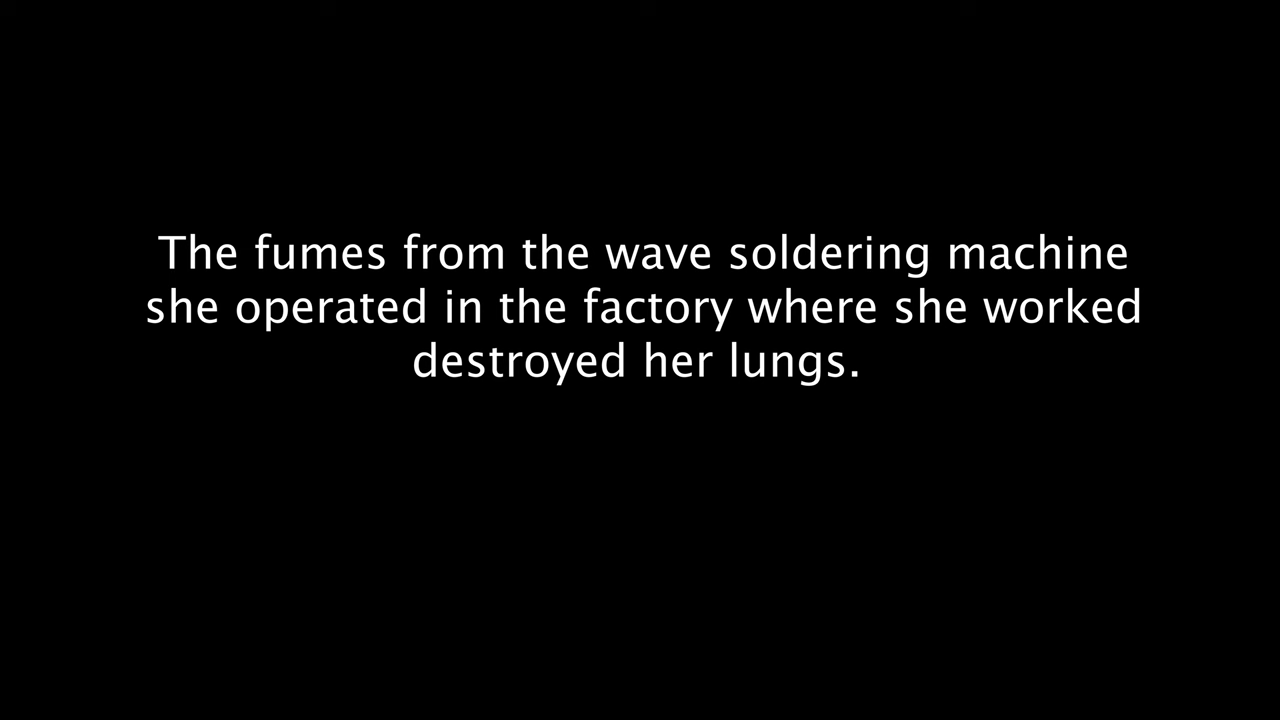 The fumes from the wave soldering machine
she operated in the factory where she worked
destroyed her lungs.